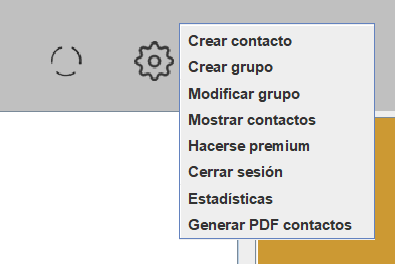 Crear contacto
Crear grupo
Modificar grupo
Mostrar contactos
Hacerse premium
Cerrar sesión
Estadísticas
Generar PDF contactos